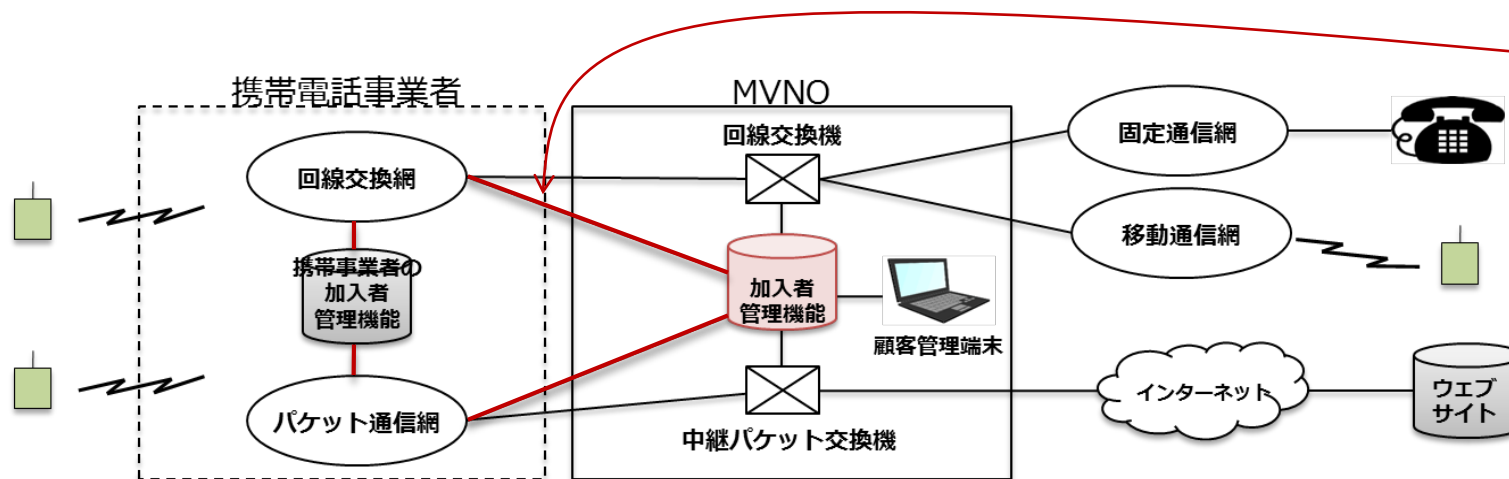 携帯電話事業者
MVNO
回線交換機
固定通信網
回線交換網
移動通信網
携帯事業者の
加入者
管理機能
加入者
管理機能
顧客管理端末
インターネット
ウェブ
サイト
パケット通信網
中継パケット交換機